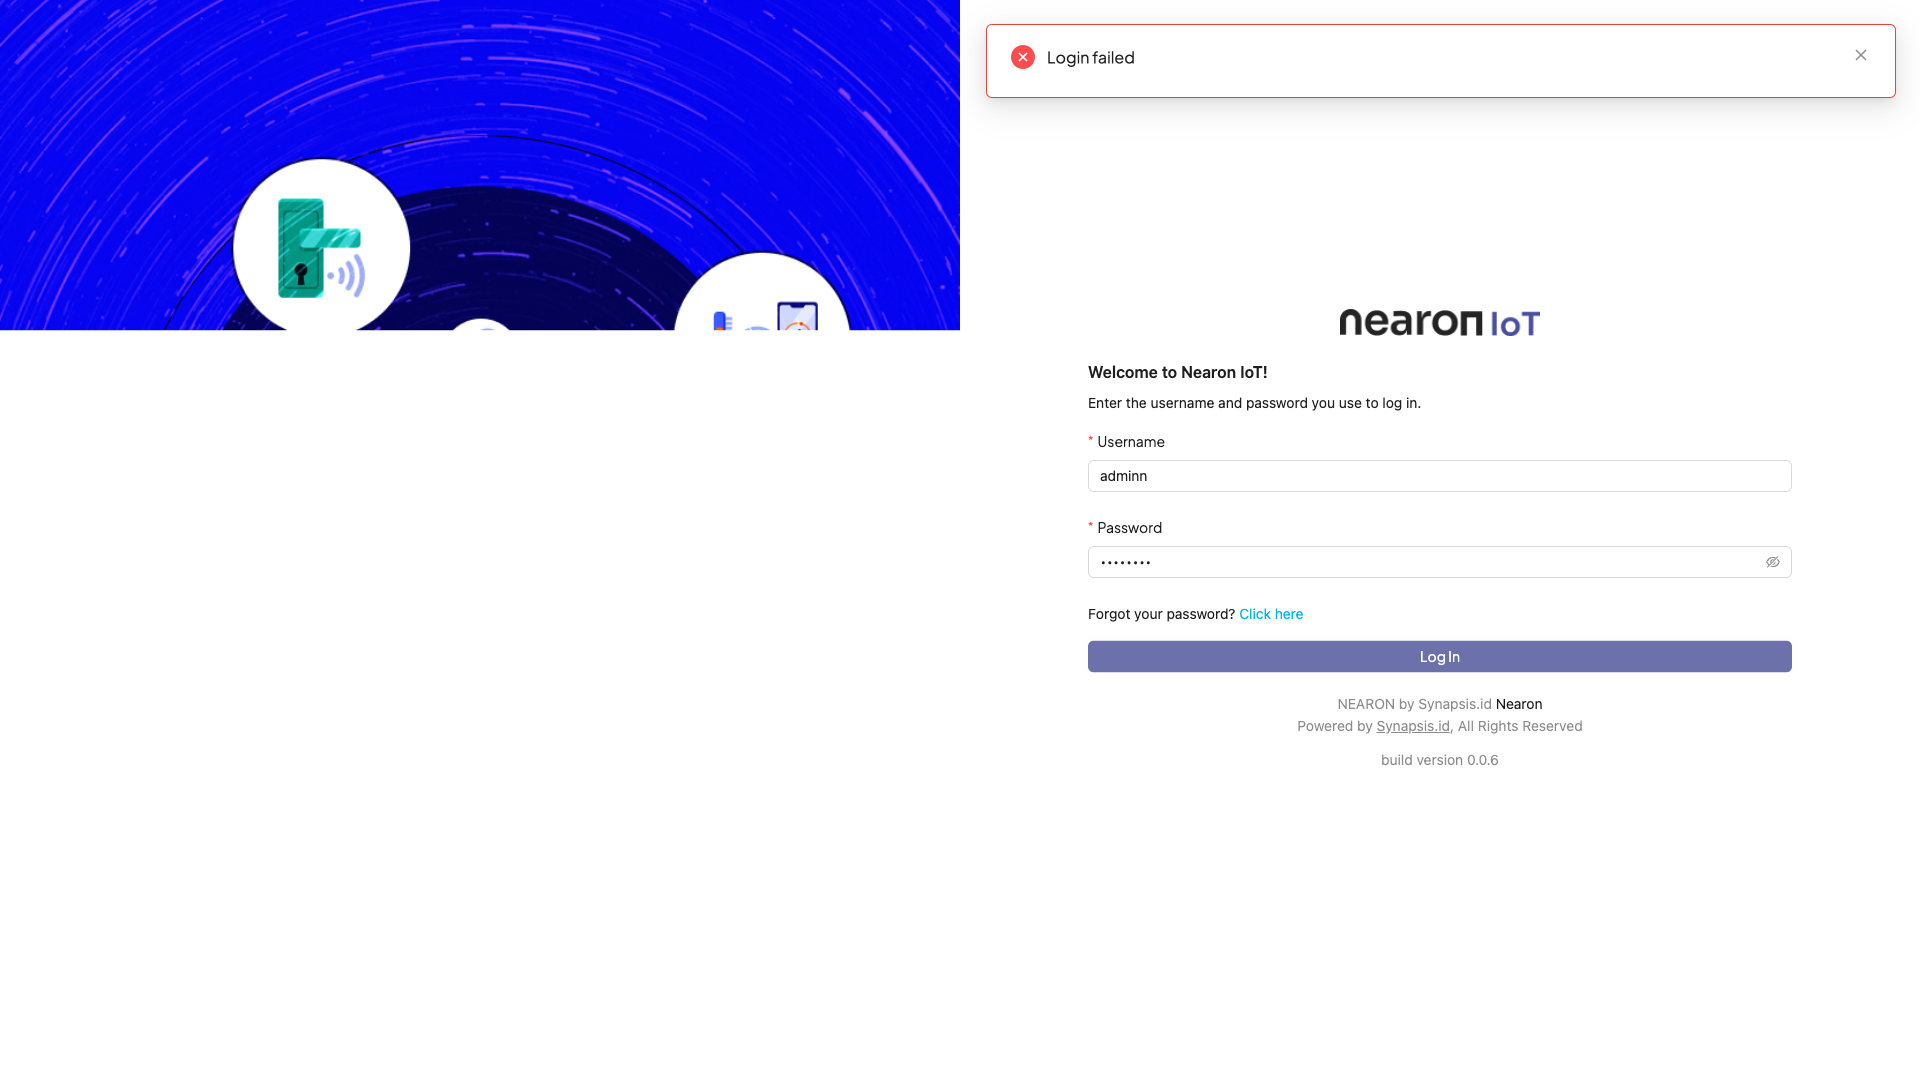 Login failed
nearon IoT
Welcome to Nearon IoT!
Enter the username and password you use to log in.
* Username
adminn
* Password
••••••••
Forgot your password? Click here
Log In
NEARON by Synapsis.id Nearon
Powered by Synapsis.id, All Rights Reserved
build version 0.0.6